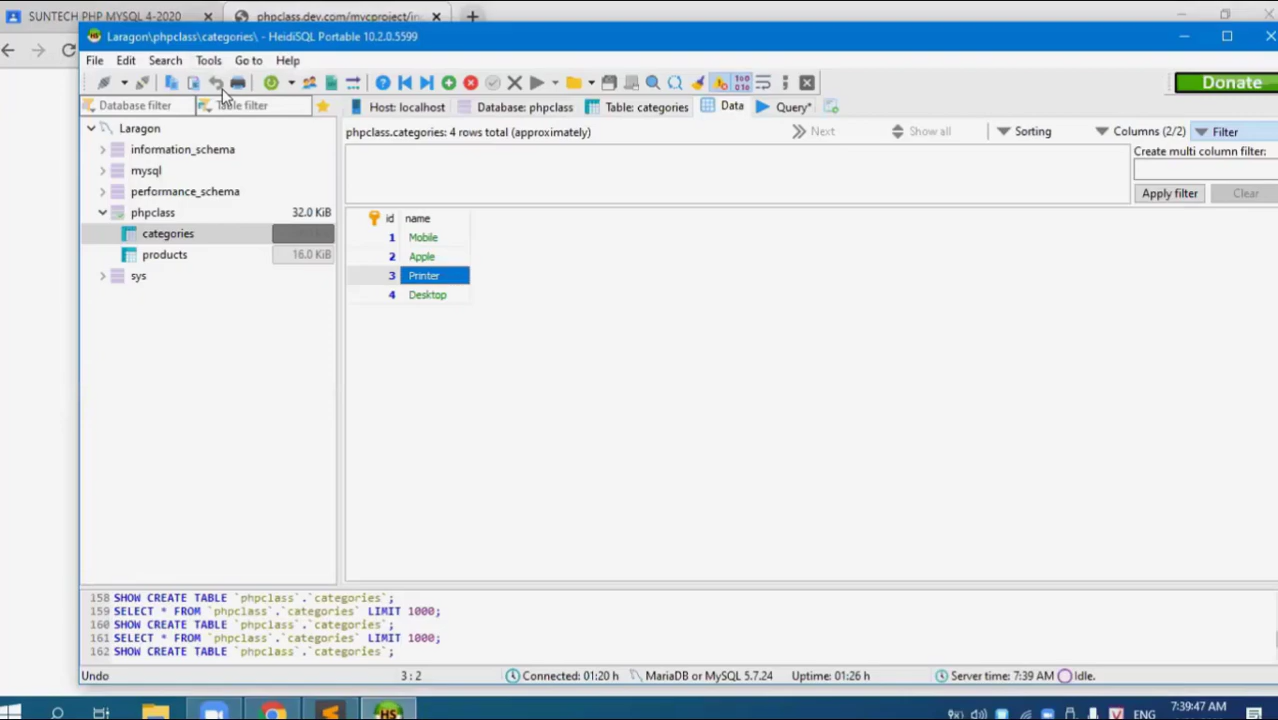 SUNTECH PHP MYSQL 4-2020
phpclass.dev.com/mvcproject/in
Laragon\phpclass\categories\ - HeidiSQL Portable 10.2.0.5599
File Edit Search Tools Go to Help
Donate
Database filter Table filter
Host: localhost Database: phpclass Table: categories Data Query*
Laragon
information_schema
mysql
performance_schema
phpclass 32.0 KiB
categories
products 16.0 KiB
sys
phpclass.categories: 4 rows total (approximately) Next Show all Sorting Columns (2/2) Filter
Create multi column filter:
Apply filter Clear
id name
1 Mobile
2 Apple
3 Printer
4 Desktop
158 SHOW CREATE TABLE `phpclass`.`categories`;
159 SELECT * FROM `phpclass`.`categories` LIMIT 1000;
160 SHOW CREATE TABLE `phpclass`.`categories`;
161 SELECT * FROM `phpclass`.`categories` LIMIT 1000;
162 SHOW CREATE TABLE `phpclass`.`categories`;
Undo 3 : 2 Connected: 01:20 h MariaDB or MySQL 5.7.24 Uptime: 01:26 h Server time: 7:39 AM Idle.
ENG 7:39:47 AM